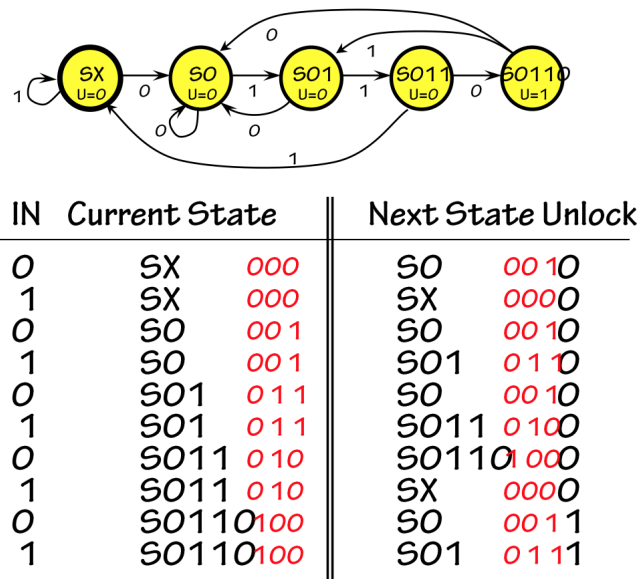 0
1
SX
S0
S01
S011
S0110
U=0
U=0
U=0
U=0
U=1
1
0
1
1
0
0
0
1
IN Current State Next State Unlock
0 SX 000 S0 001 0
1 SX 000 SX 000 0
0 S0 001 S0 001 0
1 S0 001 S01 011 0
0 S01 011 S0 001 0
1 S01 011 S011 010 0
0 S011 010 S0110 100 0
1 S011 010 SX 000 0
0 S0110 100 S0 001 1
1 S0110 100 S01 011 1